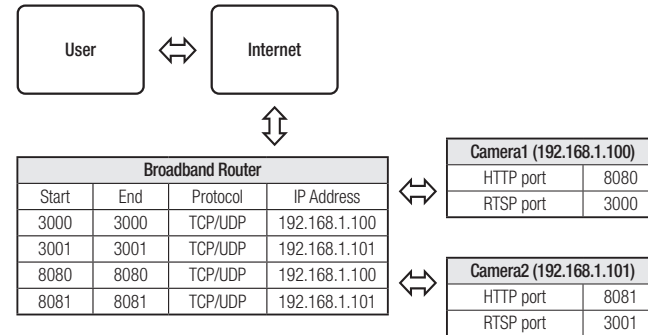 User
Internet
Broadband Router
Start End Protocol IP Address
3000 3000 TCP/UDP 192.168.1.100
3001 3001 TCP/UDP 192.168.1.101
8080 8080 TCP/UDP 192.168.1.100
8081 8081 TCP/UDP 192.168.1.101
Camera1 (192.168.1.100)
HTTP port 8080
RTSP port 3000
Camera2 (192.168.1.101)
HTTP port 8081
RTSP port 3001